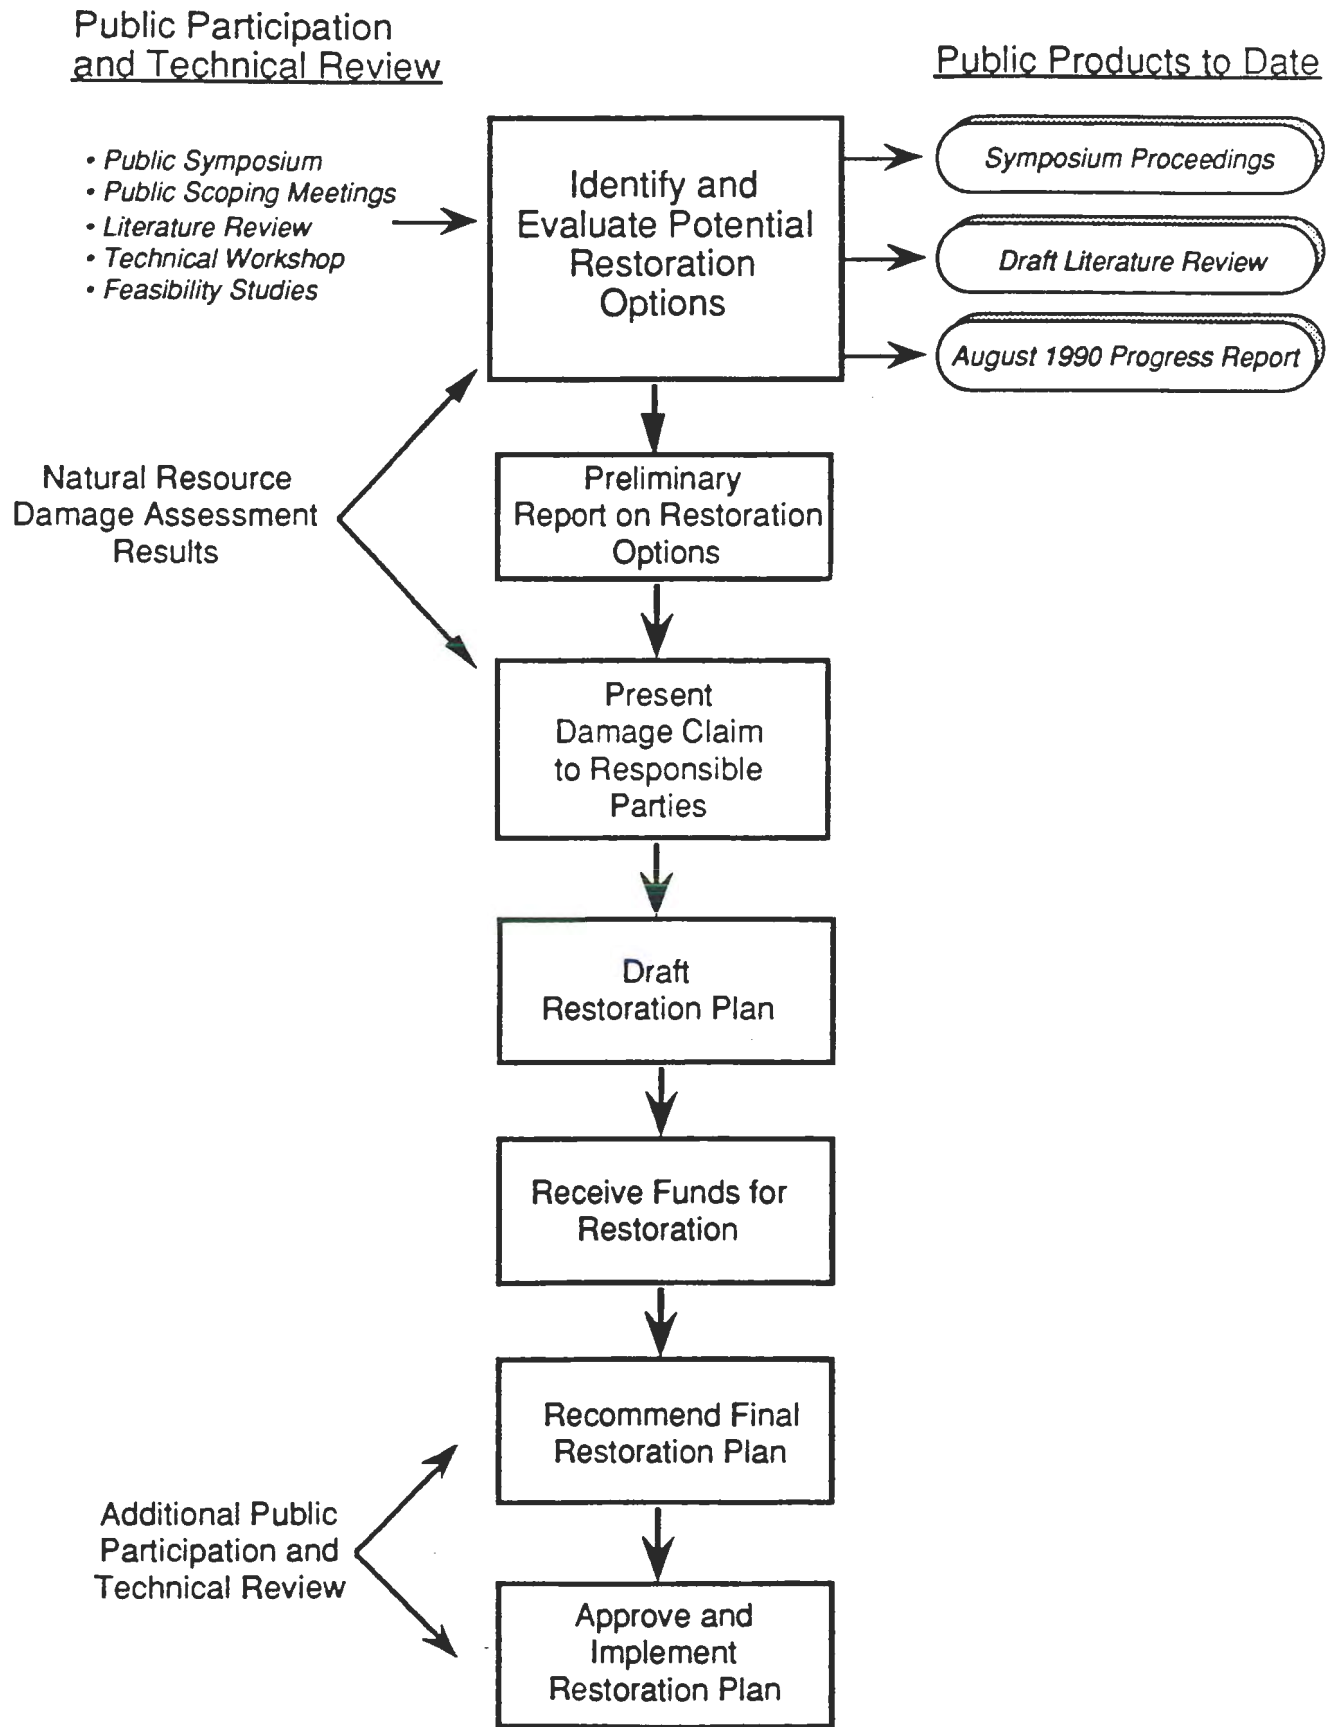 Public Participation
and Technical Review
Public Products to Date
• Public Symposium
• Public Scoping Meetings
• Literature Review
• Technical Workshop
• Feasibility Studies
Identify and
Evaluate Potential
Restoration
Options
Symposium Proceedings
Draft Literature Review
August 1990 Progress Report
Natural Resource
Damage Assessment
Results
Preliminary
Report on Restoration
Options
Present
Damage Claim
to Responsible
Parties
Draft
Restoration Plan
Receive Funds for
Restoration
Recommend Final
Restoration Plan
Additional Public
Participation and
Technical Review
Approve and
Implement
Restoration Plan